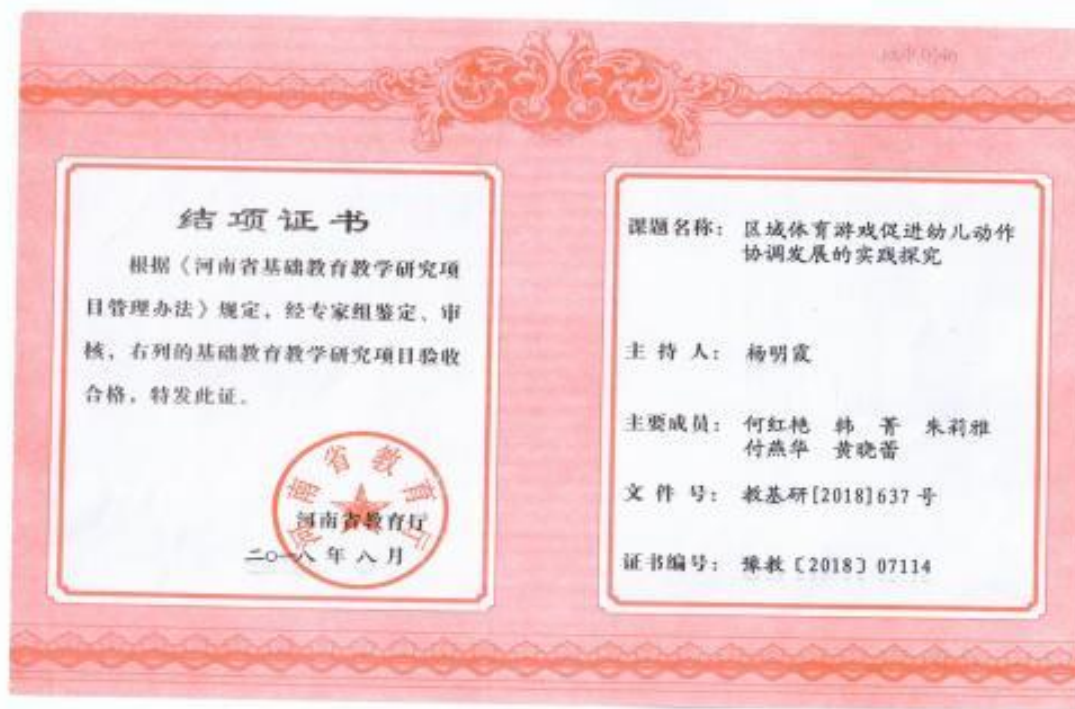 结项证书
根据《河南省基础教育教学研究项
目管理办法》规定，经专家组鉴定、审
核，右列的基础教育教学研究项目验收
合格，特发此证。
河南省教育厅
河南省教育厅
二〇一八年八月
课题名称： 区域体育游戏促进幼儿动作
协调发展的实践探究
主持人： 杨明霞
主要成员： 何红艳 韩菁 朱莉雅
付燕华 黄晓蕾
文件号： 教基研[2018]637号
证书编号： 豫教〔2018〕07114